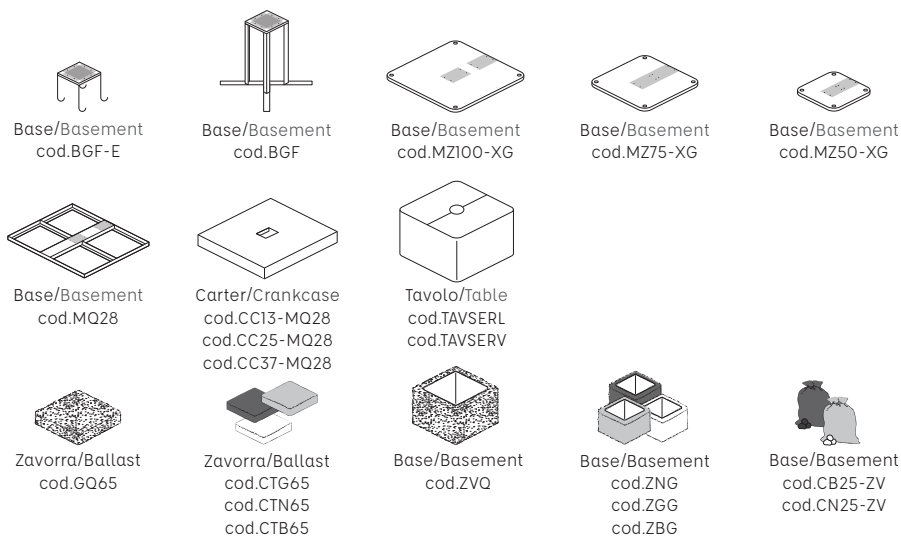 Base/Basement
cod.BGF-E
Base/Basement
cod.BGF
Base/Basement
cod.MZ100-XG
Base/Basement
cod.MZ75-XG
Base/Basement
cod.MZ50-XG
Base/Basement
cod.MQ28
Carter/Crankcase
cod.CC13-MQ28
cod.CC25-MQ28
cod.CC37-MQ28
Tavolo/Table
cod.TAVSERL
cod.TAVSERV
Zavorra/Ballast
cod.GQ65
Zavorra/Ballast
cod.CTG65
cod.CTN65
cod.CTB65
Base/Basement
cod.ZVQ
Base/Basement
cod.ZNG
cod.ZGG
cod.ZBG
Base/Basement
cod.CB25-ZV
cod.CN25-ZV